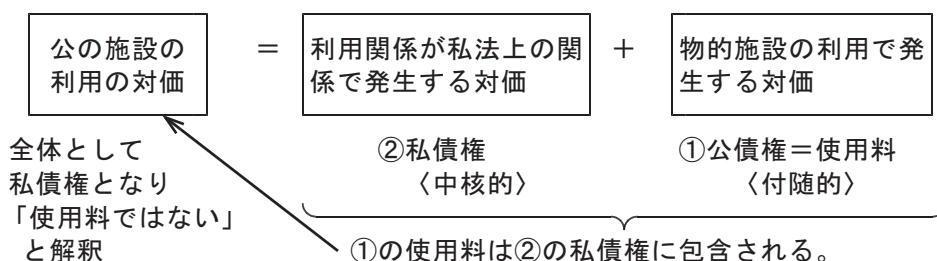 公の施設の
利用の対価
＝
利用関係が私法上の関
係で発生する対価
＋
物的施設の利用で発
生する対価
全体として
私債権となり
「使用料ではない」
と解釈
②私債権
〈中核的〉
①公債権＝使用料
〈付随的〉
①の使用料は②の私債権に包含される。